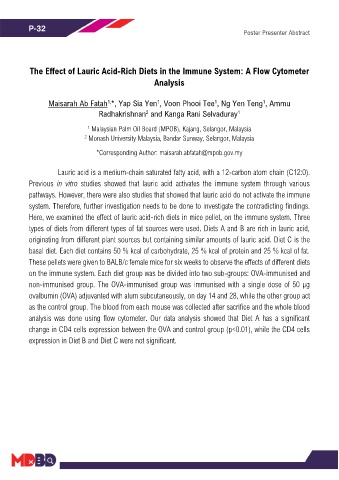 P-32
Poster Presenter Abstract
The Effect of Lauric Acid-Rich Diets in the Immune System: A Flow Cytometer
Analysis
Maisarah Ab Fatah1,*, Yap Sia Yen1, Voon Phooi Tee1, Ng Yen Teng1, Ammu
Radhakrishnan2 and Kanga Rani Selvaduray1
1 Malaysian Palm Oil Board (MPOB), Kajang, Selangor, Malaysia
2 Monash University Malaysia, Bandar Sunway, Selangor, Malaysia
*Corresponding Author: maisarah.abfatah@mpob.gov.my
Lauric acid is a medium-chain saturated fatty acid, with a 12-carbon atom chain (C12:0).
Previous in vitro studies showed that lauric acid activates the immune system through various
pathways. However, there were also studies that showed that lauric acid do not activate the immune
system. Therefore, further investigation needs to be done to investigate the contradicting findings.
Here, we examined the effect of lauric acid-rich diets in mice pellet, on the immune system. Three
types of diets from different types of fat sources were used. Diets A and B are rich in lauric acid,
originating from different plant sources but containing similar amounts of lauric acid. Diet C is the
basal diet. Each diet contains 50 % kcal of carbohydrate, 25 % kcal of protein and 25 % kcal of fat.
These pellets were given to BALB/c female mice for six weeks to observe the effects of different diets
on the immune system. Each diet group was be divided into two sub-groups: OVA-immunised and
non-immunised group. The OVA-immunised group was immunised with a single dose of 50 µg
ovalbumin (OVA) adjuvanted with alum subcutaneously, on day 14 and 28, while the other group act
as the control group. The blood from each mouse was collected after sacrifice and the whole blood
analysis was done using flow cytometer. Our data analysis showed that Diet A has a significant
change in CD4 cells expression between the OVA and control group (p<0.01), while the CD4 cells
expression in Diet B and Diet C were not significant.